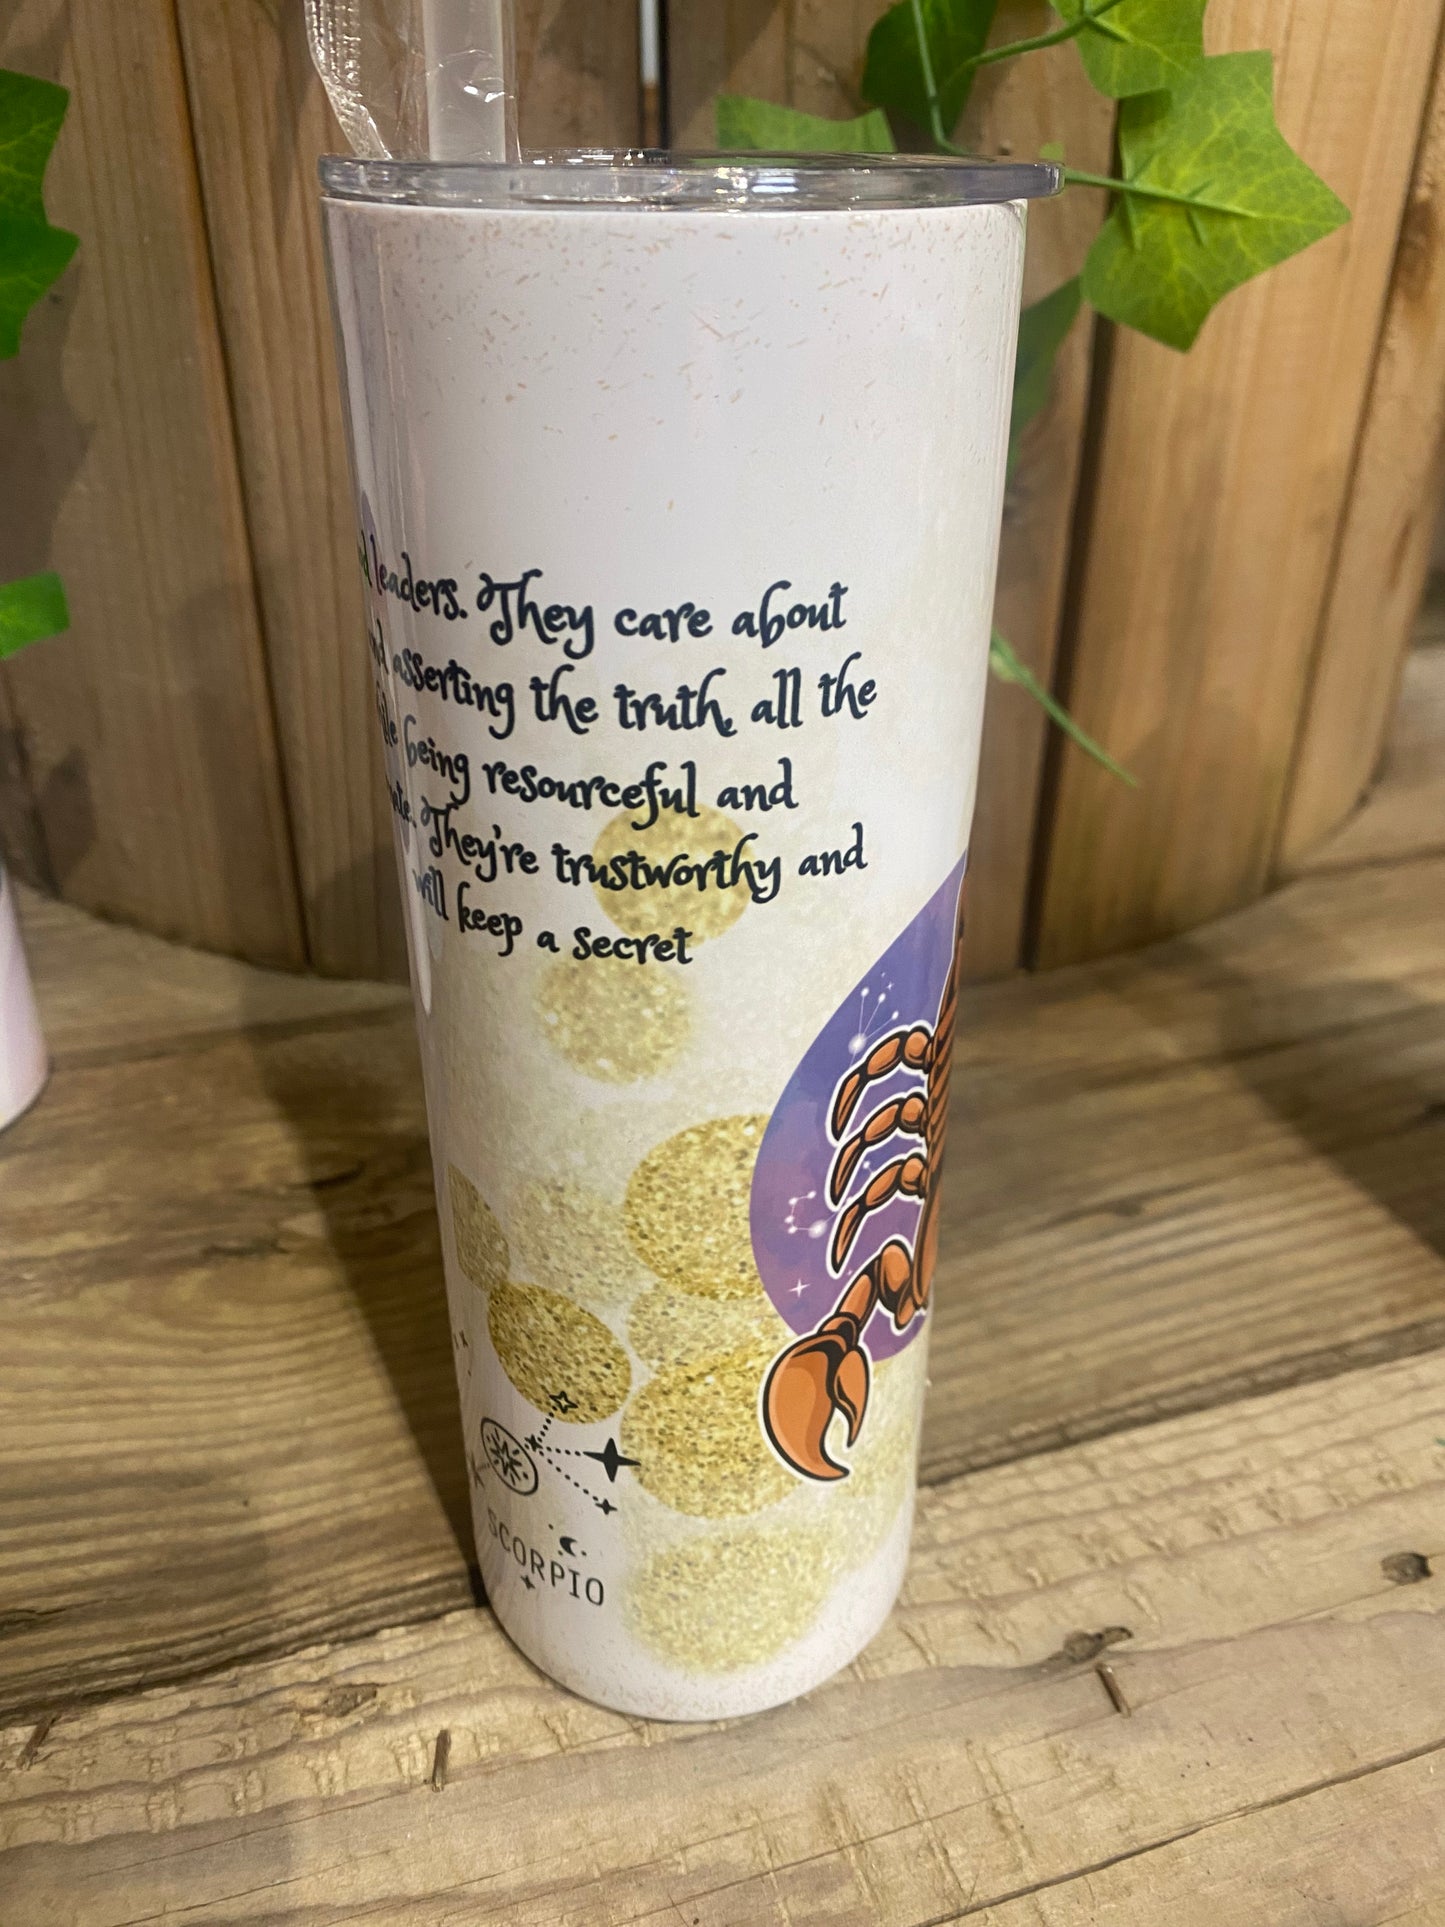 leaders. They care about
asserting the truth, all the
being resourceful and
They're trustworthy and
will keep a secret
SCORPIO